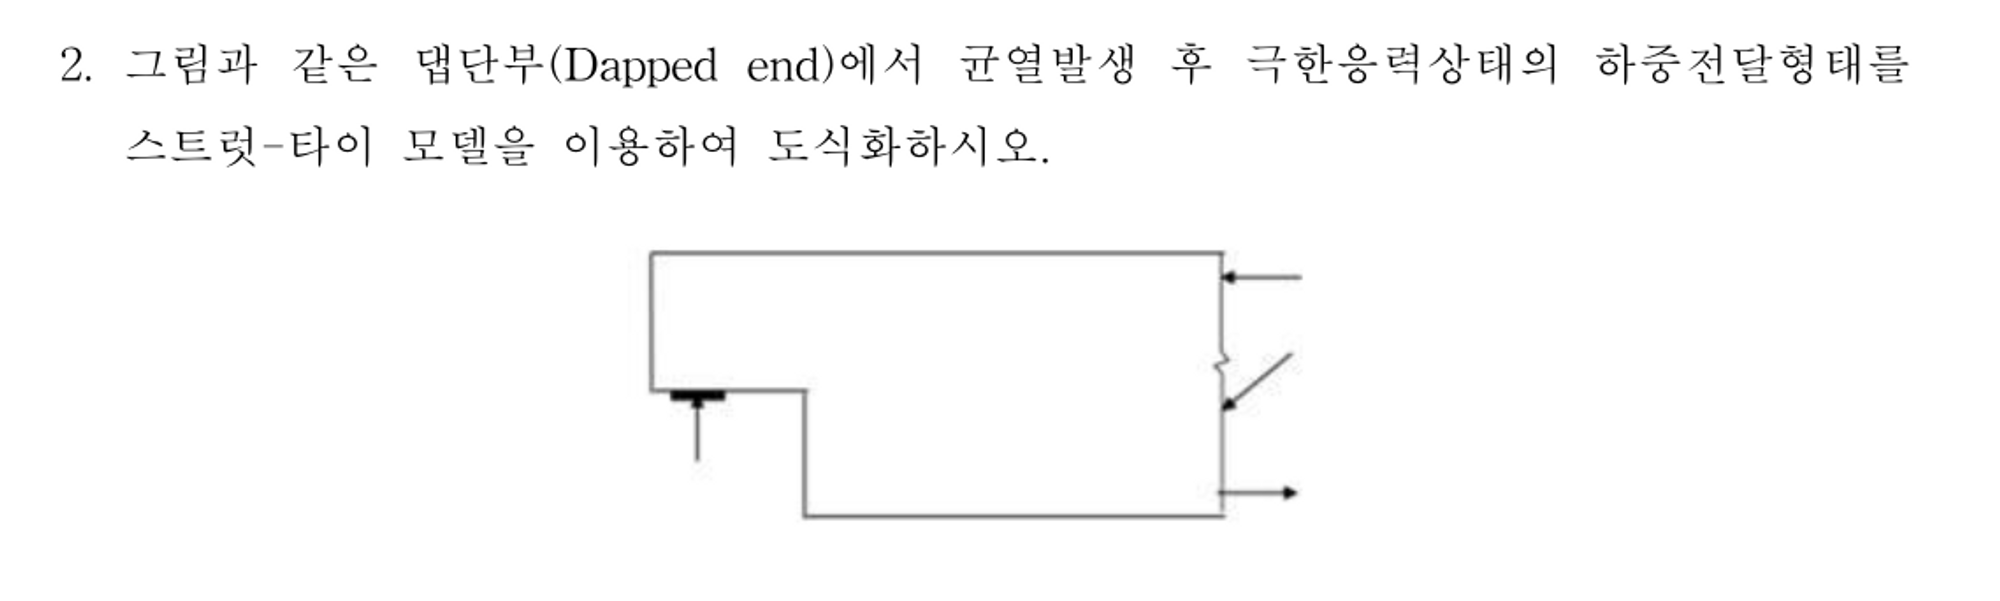 2. 그림과 같은 댑단부(Dapped end)에서 균열발생 후 극한응력상태의 하중전달형태를
스트럿-타이 모델을 이용하여 도식화하시오.